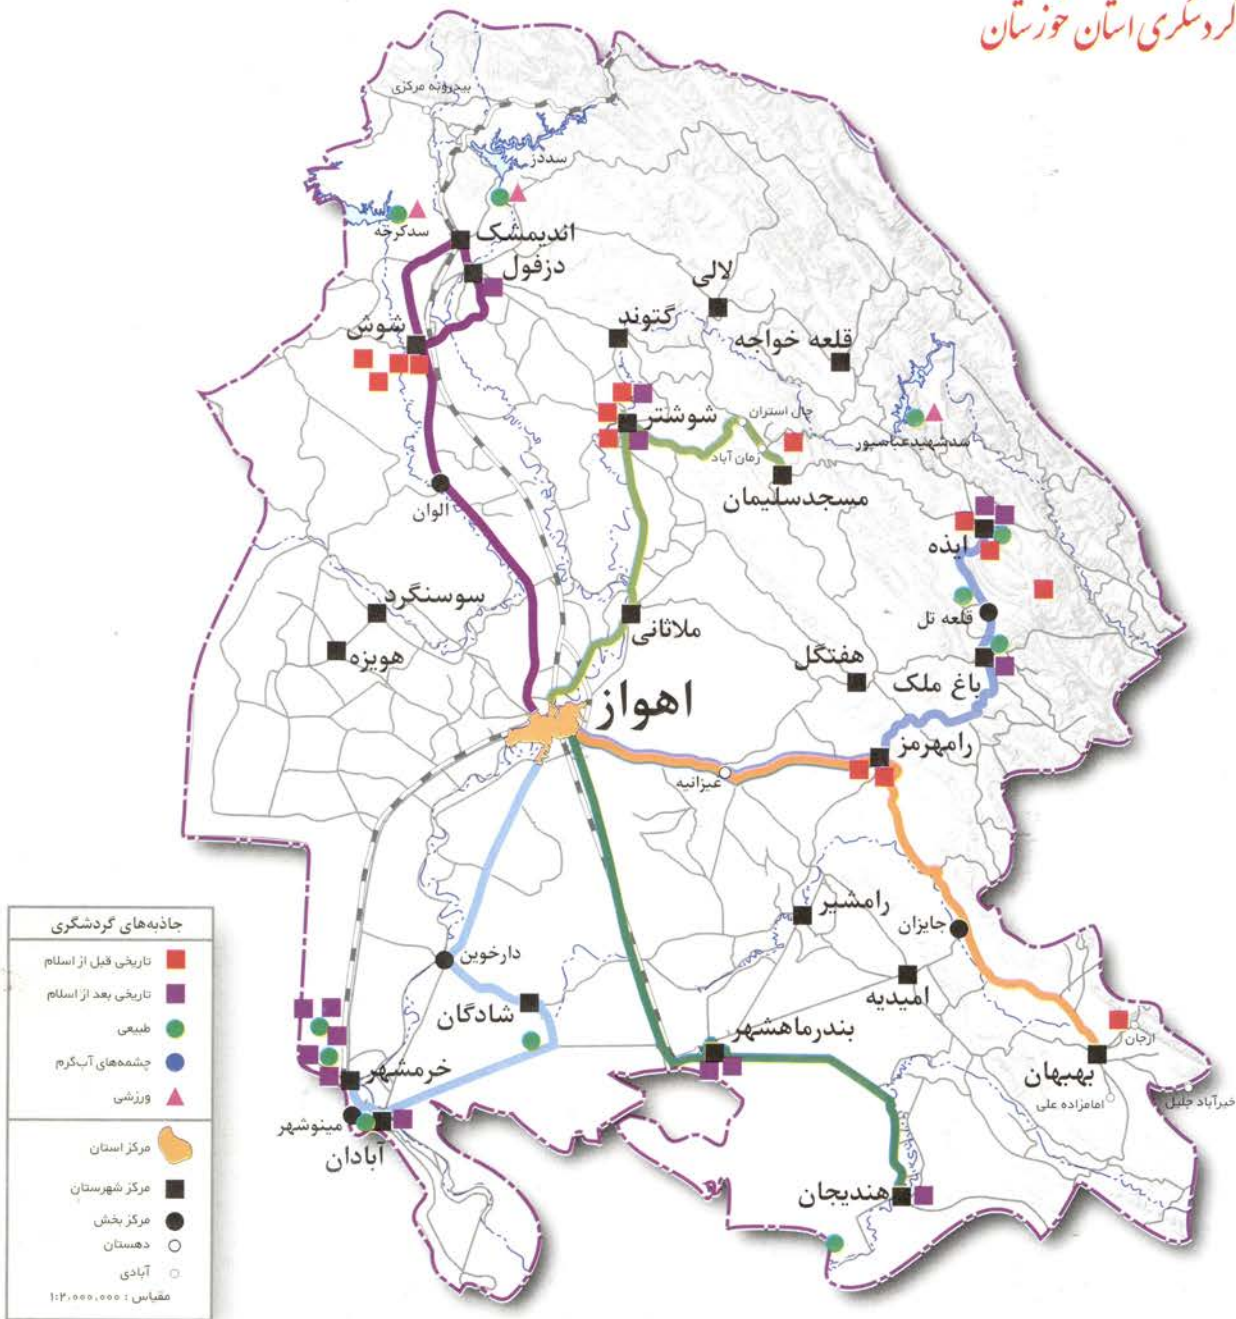 گردشگری استان خوزستان
بیدروبه مرکزی
سددز
سدکرخه
اندیمشک
دزفول
لالی
گتوند
شوش
قلعه خواجه
شوشتر
چال استران
زمان آباد
سدشهیدعباسپور
مسجدسلیمان
الوان
ایذه
سوسنگرد
قلعه تل
ملاثانی
هویزه
هفتگل
باغ ملک
اهواز
رامهرمز
غیزانیه
رامشیر
جایزان
دارخوین
امیدیه
شادگان
بندرماهشهر
ارجان
بهبهان
خرمشهر
خیرآباد جلیل
امامزاده علی
مینوشهر
آبادان
هندیجان
جاذبه‌های گردشگری
تاریخی قبل از اسلام
تاریخی بعد از اسلام
طبیعی
چشمه‌های آب‌گرم
ورزشی
مرکز استان
مرکز شهرستان
مرکز بخش
دهستان
آبادی
مقیاس : ۱:۲،۰۰۰،۰۰۰